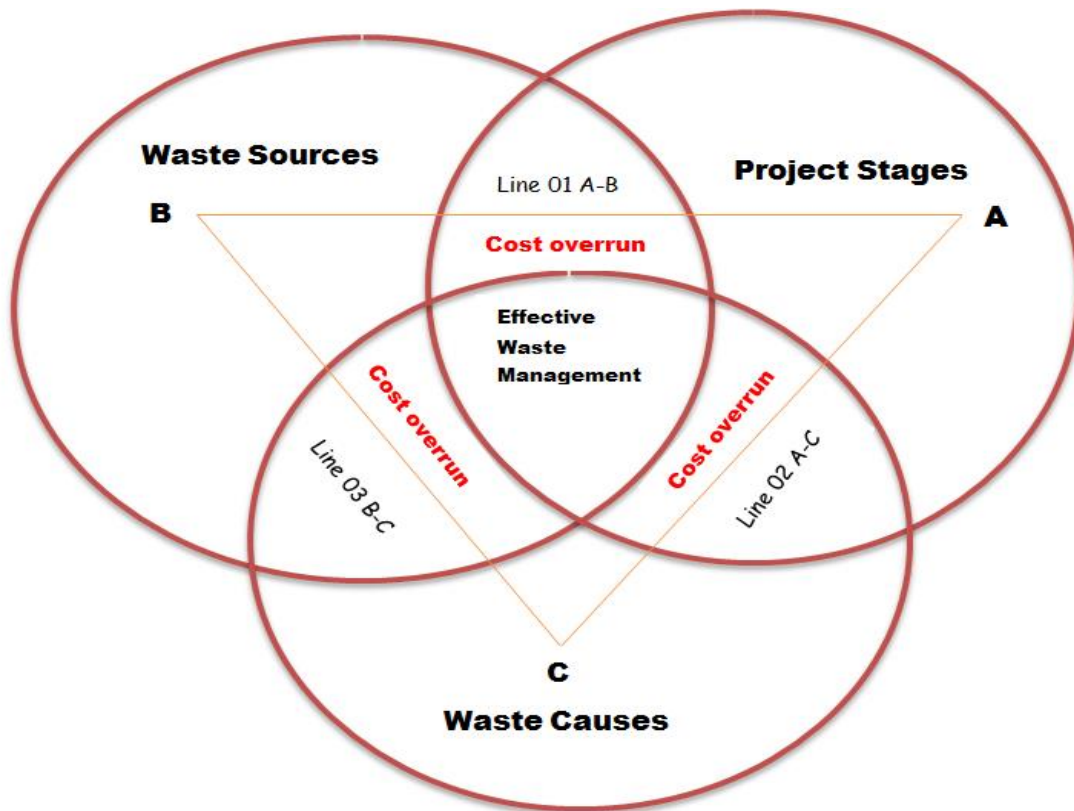 Waste Sources
Project Stages
Line 01 A-B
B
A
Cost overrun
Effective
Waste
Management
Cost overrun
Cost overrun
Line 03 B-C
Line 02 A-C
C
Waste Causes